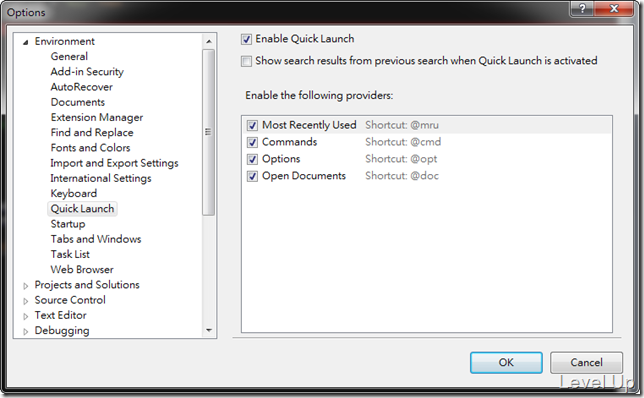 Options
Environment
General
Add-in Security
AutoRecover
Documents
Extension Manager
Find and Replace
Fonts and Colors
Import and Export Settings
International Settings
Keyboard
Quick Launch
Startup
Tabs and Windows
Task List
Web Browser
Projects and Solutions
Source Control
Text Editor
Debugging
Enable Quick Launch
Show search results from previous search when Quick Launch is activated
Enable the following providers:
Most Recently Used Shortcut: @mru
Commands Shortcut: @cmd
Options Shortcut: @opt
Open Documents Shortcut: @doc
OK
Cancel
Level Up